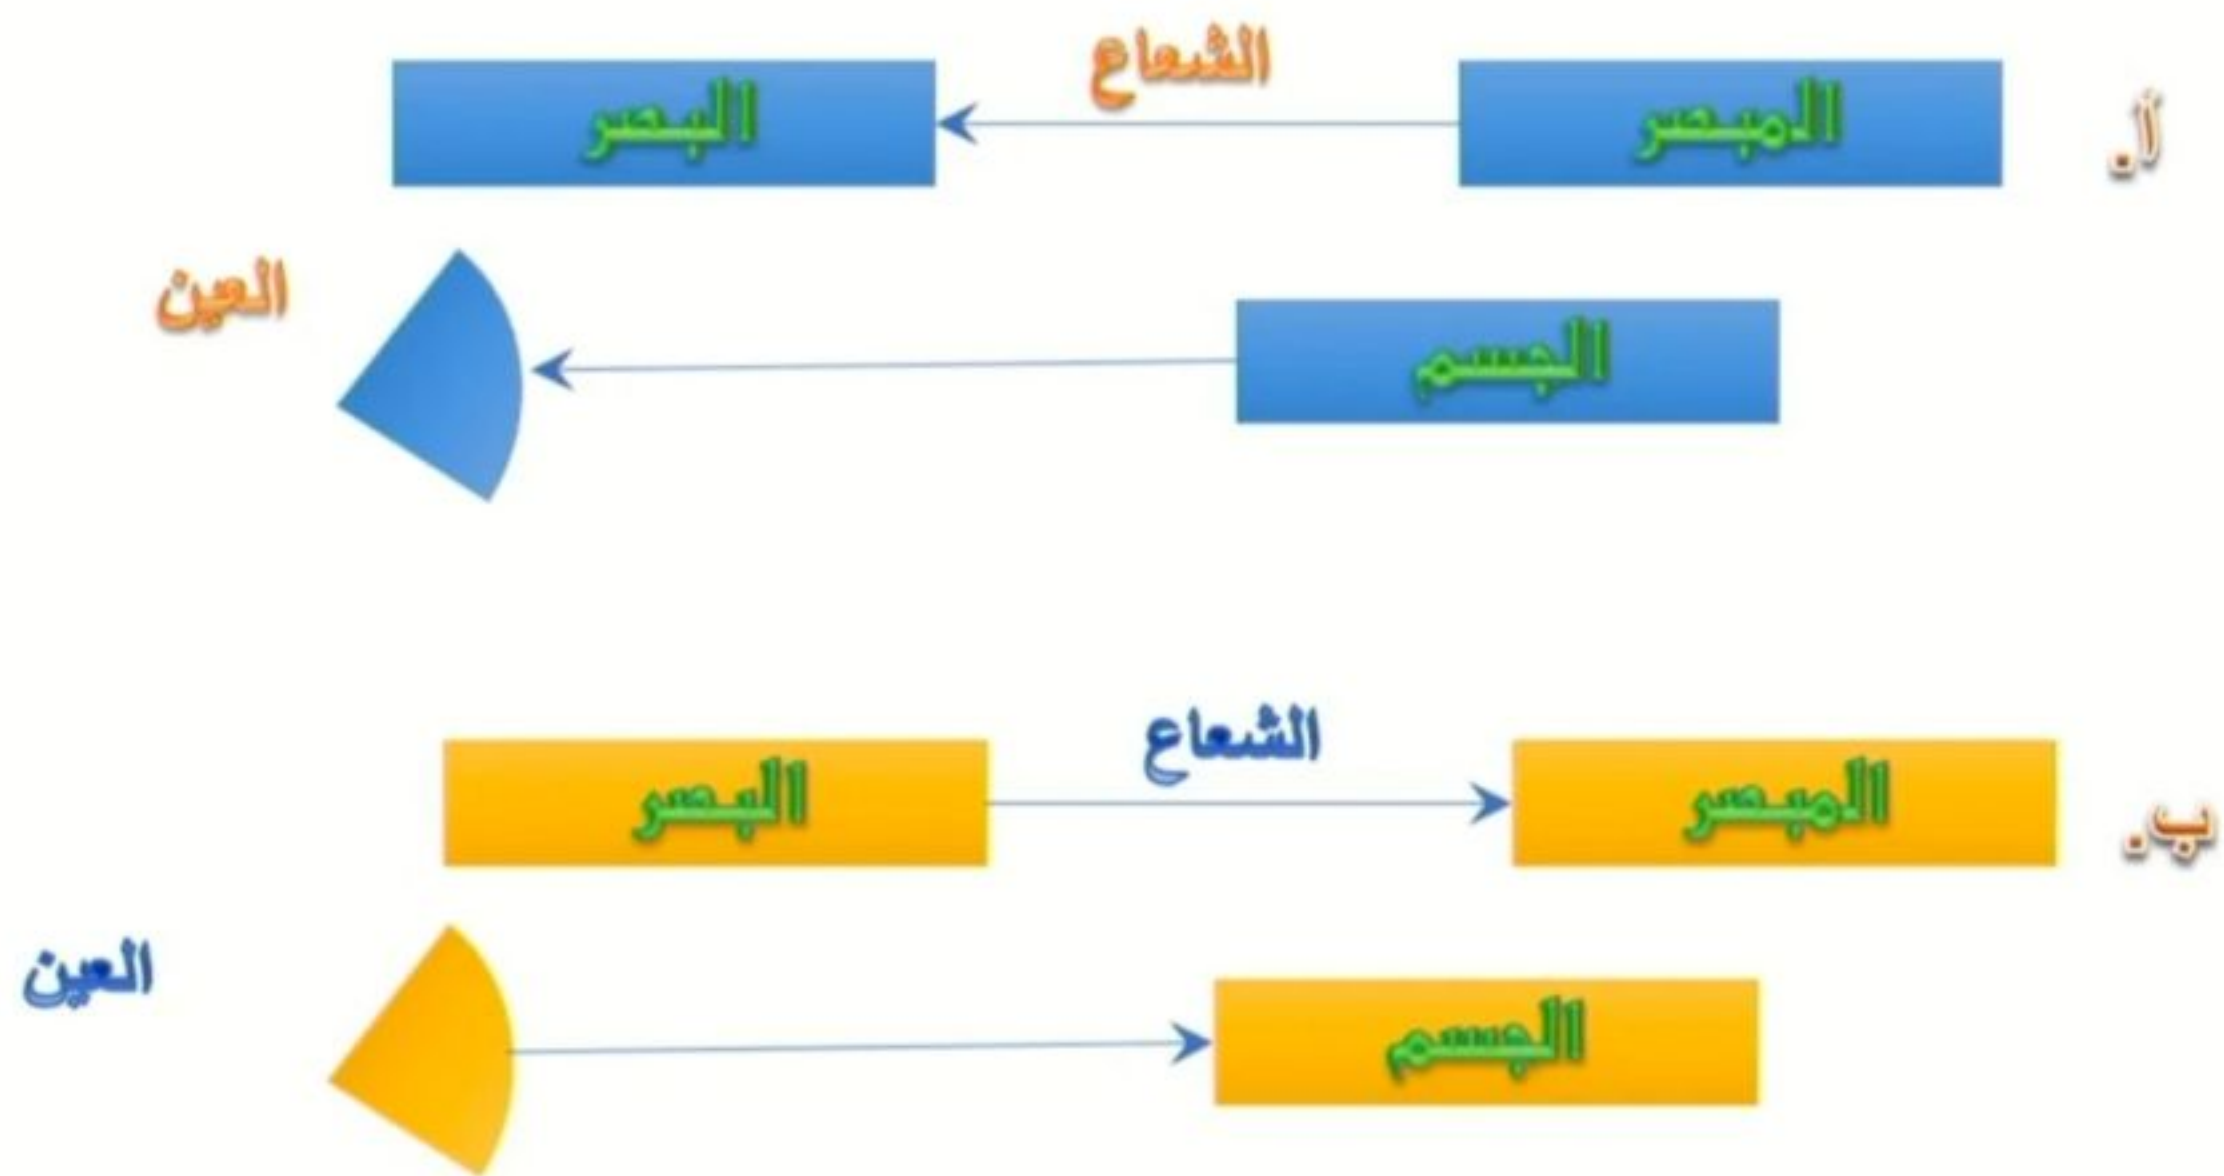 أ.
المبصر
الشعاع
البصر
الجسم
العين
ب.
المبصر
الشعاع
البصر
الجسم
العين